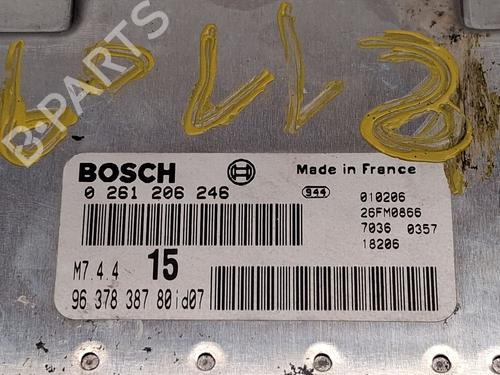 B-PARTS
BOSCH
Made in France
0 261 206 246
944
010206
26FM0866
7036 0357
18206
M7.4.4 15
96 378 387 80id07